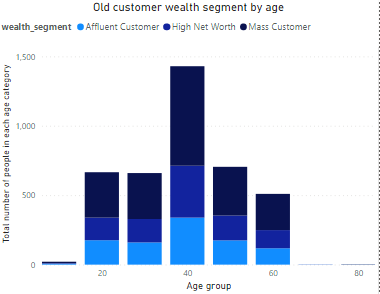 Old customer wealth segment by age
wealth_segment Affluent Customer High Net Worth Mass Customer
Total number of people in each age category
1,500
1,000
500
0
20 40 60 80
Age group